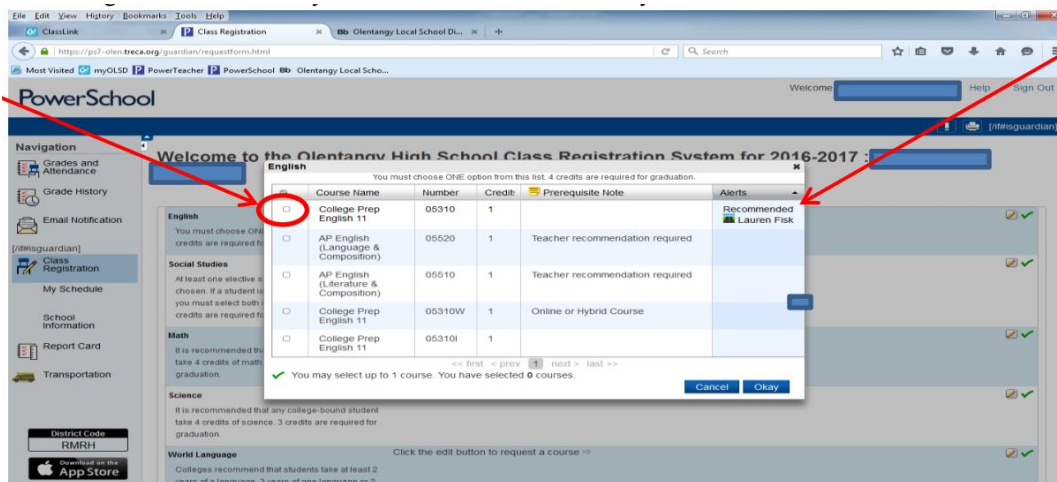 File Edit View History Bookmarks Tools Help
ClassLink
Class Registration
Bb Olentangy Local School Di...
https://ps7-olen.treca.org/guardian/requestform.html
Search
Most Visited myOLSD PowerTeacher PowerSchool Bb Olentangy Local Scho...
PowerSchool
Welcome
Help
Sign Out
[/if#isguardian]
Navigation
Grades and
Attendance
Grade History
Email Notification
[/if#isguardian]
Class
Registration
My Schedule
School
Information
Report Card
Transportation
District Code
RMRH
Download on the
App Store
Welcome to the Olentangy High School Class Registration System for 2016-2017 :
English
You must choose ONE option from this list. 4 credits are required for graduation.
Course Name Number Credit Prerequisite Note Alerts
College Prep
English 11
05310 1
Recommended
Lauren Fisk
AP English
(Language &
Composition)
05520 1 Teacher recommendation required
AP English
(Literature &
Composition)
05510 1 Teacher recommendation required
College Prep
English 11
05310W 1 Online or Hybrid Course
College Prep
English 11
05310I 1
<< first < prev 1 next > last >>
You may select up to 1 course. You have selected 0 courses.
Cancel Okay
English
You must choose ON
credits are required fo
Social Studies
At least one elective s
chosen. If a student is
you must select both
credits are required fo
Math
It is recommended th
take 4 credits of math
graduation.
Science
It is recommended that any college-bound student
take 4 credits of science. 3 credits are required for
graduation.
World Language
Click the edit button to request a course
Colleges recommend that students take at least 2